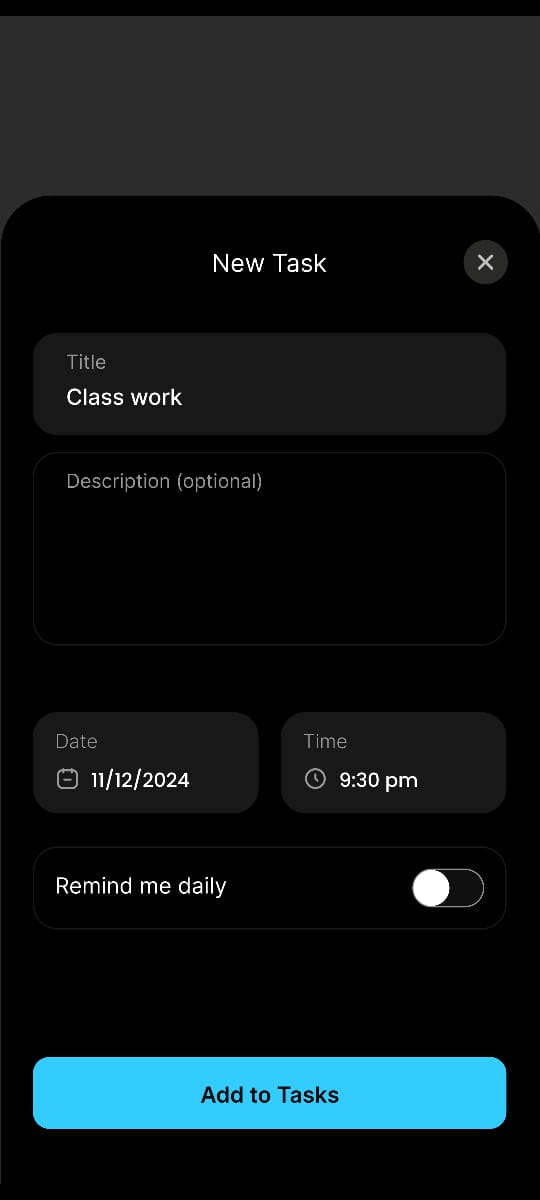 New Task
Title
Class work
Description (optional)
Date
Time
11/12/2024
9:30 pm
Remind me daily
Add to Tasks